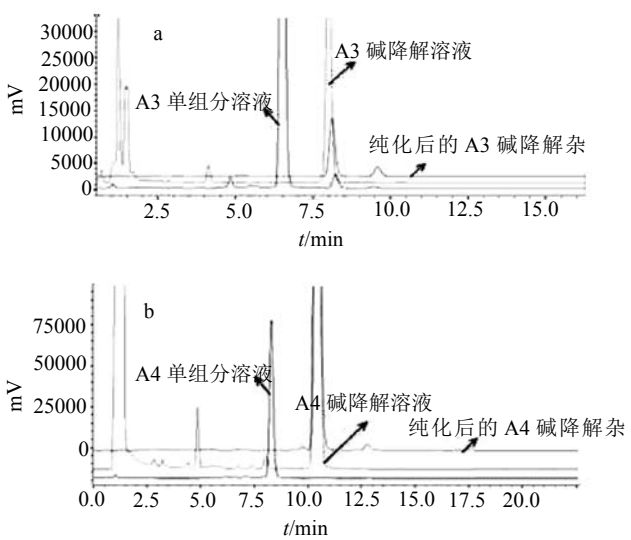 30000
a
A3 碱降解溶液
25000
20000
mV
15000
A3 单组分溶液
10000
纯化后的 A3 碱降解杂
5000
0
2.5 5.0 7.5 10.0 12.5 15.0
t/min
b
75000
A4 单组分溶液
50000
A4 碱降解溶液
mV
25000
纯化后的 A4 碱降解杂
0
0.0 2.5 5.0 7.5 10.0 12.5 15.0 17.5 20.0
t/min